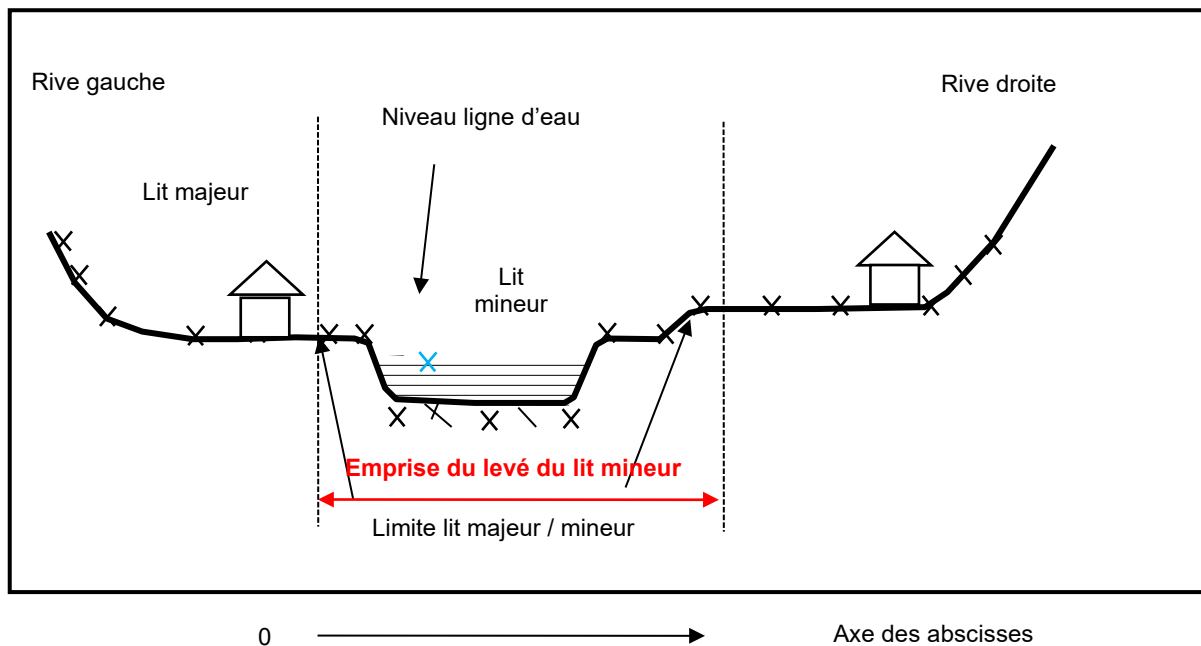 Rive gauche
Rive droite
Niveau ligne d’eau
Lit majeur
Lit
mineur
Emprise du levé du lit mineur
Limite lit majeur / mineur
0
Axe des abscisses